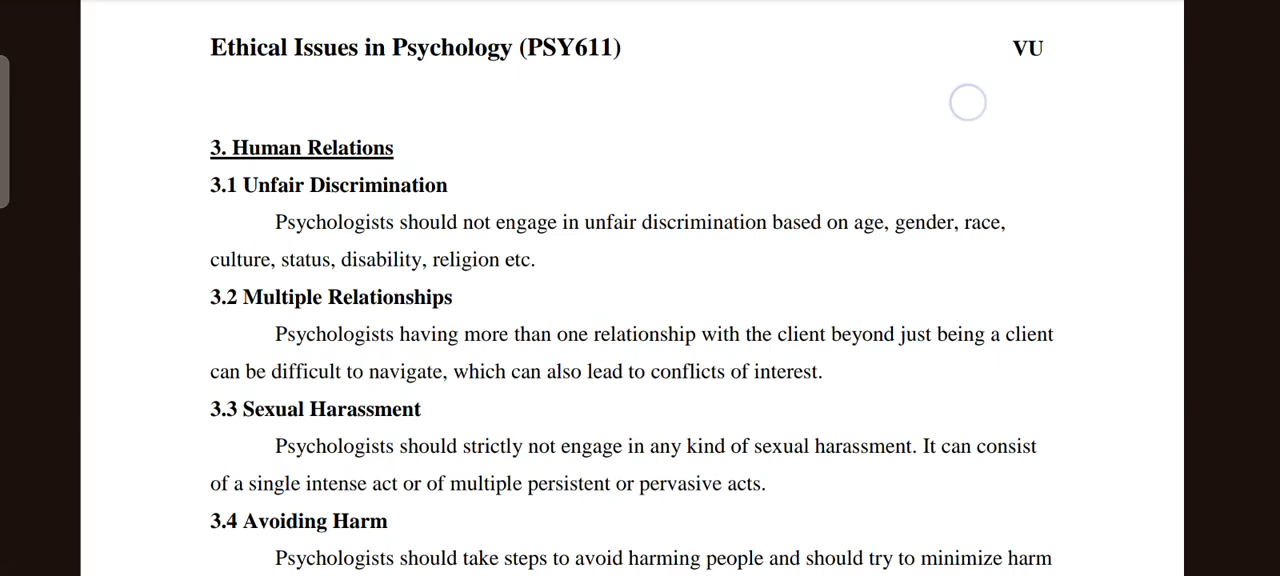 Ethical Issues in Psychology (PSY611) VU
3. Human Relations
3.1 Unfair Discrimination
Psychologists should not engage in unfair discrimination based on age, gender, race,
culture, status, disability, religion etc.
3.2 Multiple Relationships
Psychologists having more than one relationship with the client beyond just being a client
can be difficult to navigate, which can also lead to conflicts of interest.
3.3 Sexual Harassment
Psychologists should strictly not engage in any kind of sexual harassment. It can consist
of a single intense act or of multiple persistent or pervasive acts.
3.4 Avoiding Harm
Psychologists should take steps to avoid harming people and should try to minimize harm